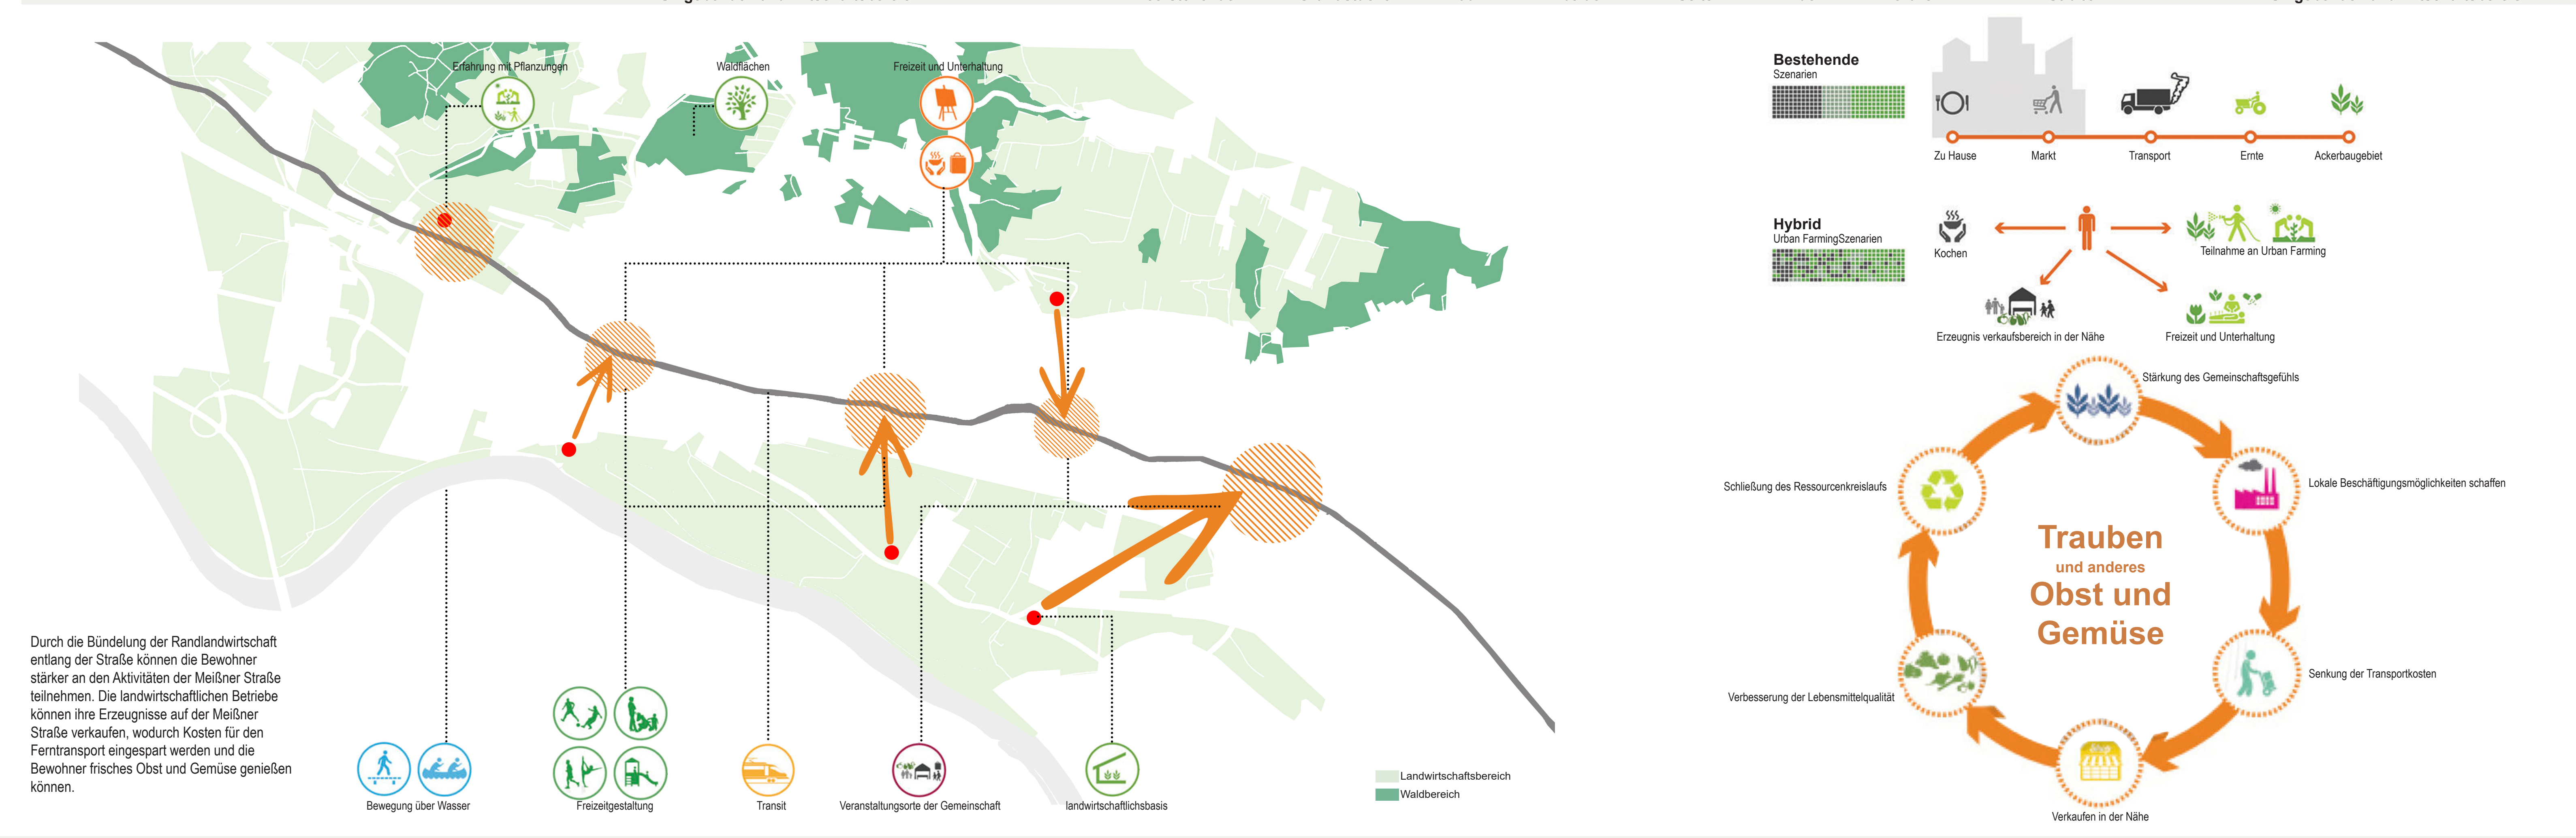 Erfahrung mit Pflanzungen
Waldflächen
Freizeit und Unterhaltung
Durch die Bündelung der Randlandwirtschaft
entlang der Straße können die Bewohner
stärker an den Aktivitäten der Meißner Straße
teilnehmen. Die landwirtschaftlichen Betriebe
können ihre Erzeugnisse auf der Meißner
Straße verkaufen, wodurch Kosten für den
Ferntransport eingespart werden und die
Bewohner frisches Obst und Gemüse genießen
können.
Bewegung über Wasser
Freizeitgestaltung
Transit
Veranstaltungsorte der Gemeinschaft
landwirtschaftlichsbasis
Landwirtschaftsbereich
Waldbereich
Bestehende
Szenarien
Zu Hause
Markt
Transport
Ernte
Ackerbaugebiet
Hybrid
Urban FarmingSzenarien
Kochen
Teilnahme an Urban Farming
Erzeugnis verkaufsbereich in der Nähe
Freizeit und Unterhaltung
Stärkung des Gemeinschaftsgefühls
Schließung des Ressourcenkreislaufs
Lokale Beschäftigungsmöglichkeiten schaffen
Trauben
und anderes
Obst und
Gemüse
Verbesserung der Lebensmittelqualität
Senkung der Transportkosten
Verkaufen in der Nähe